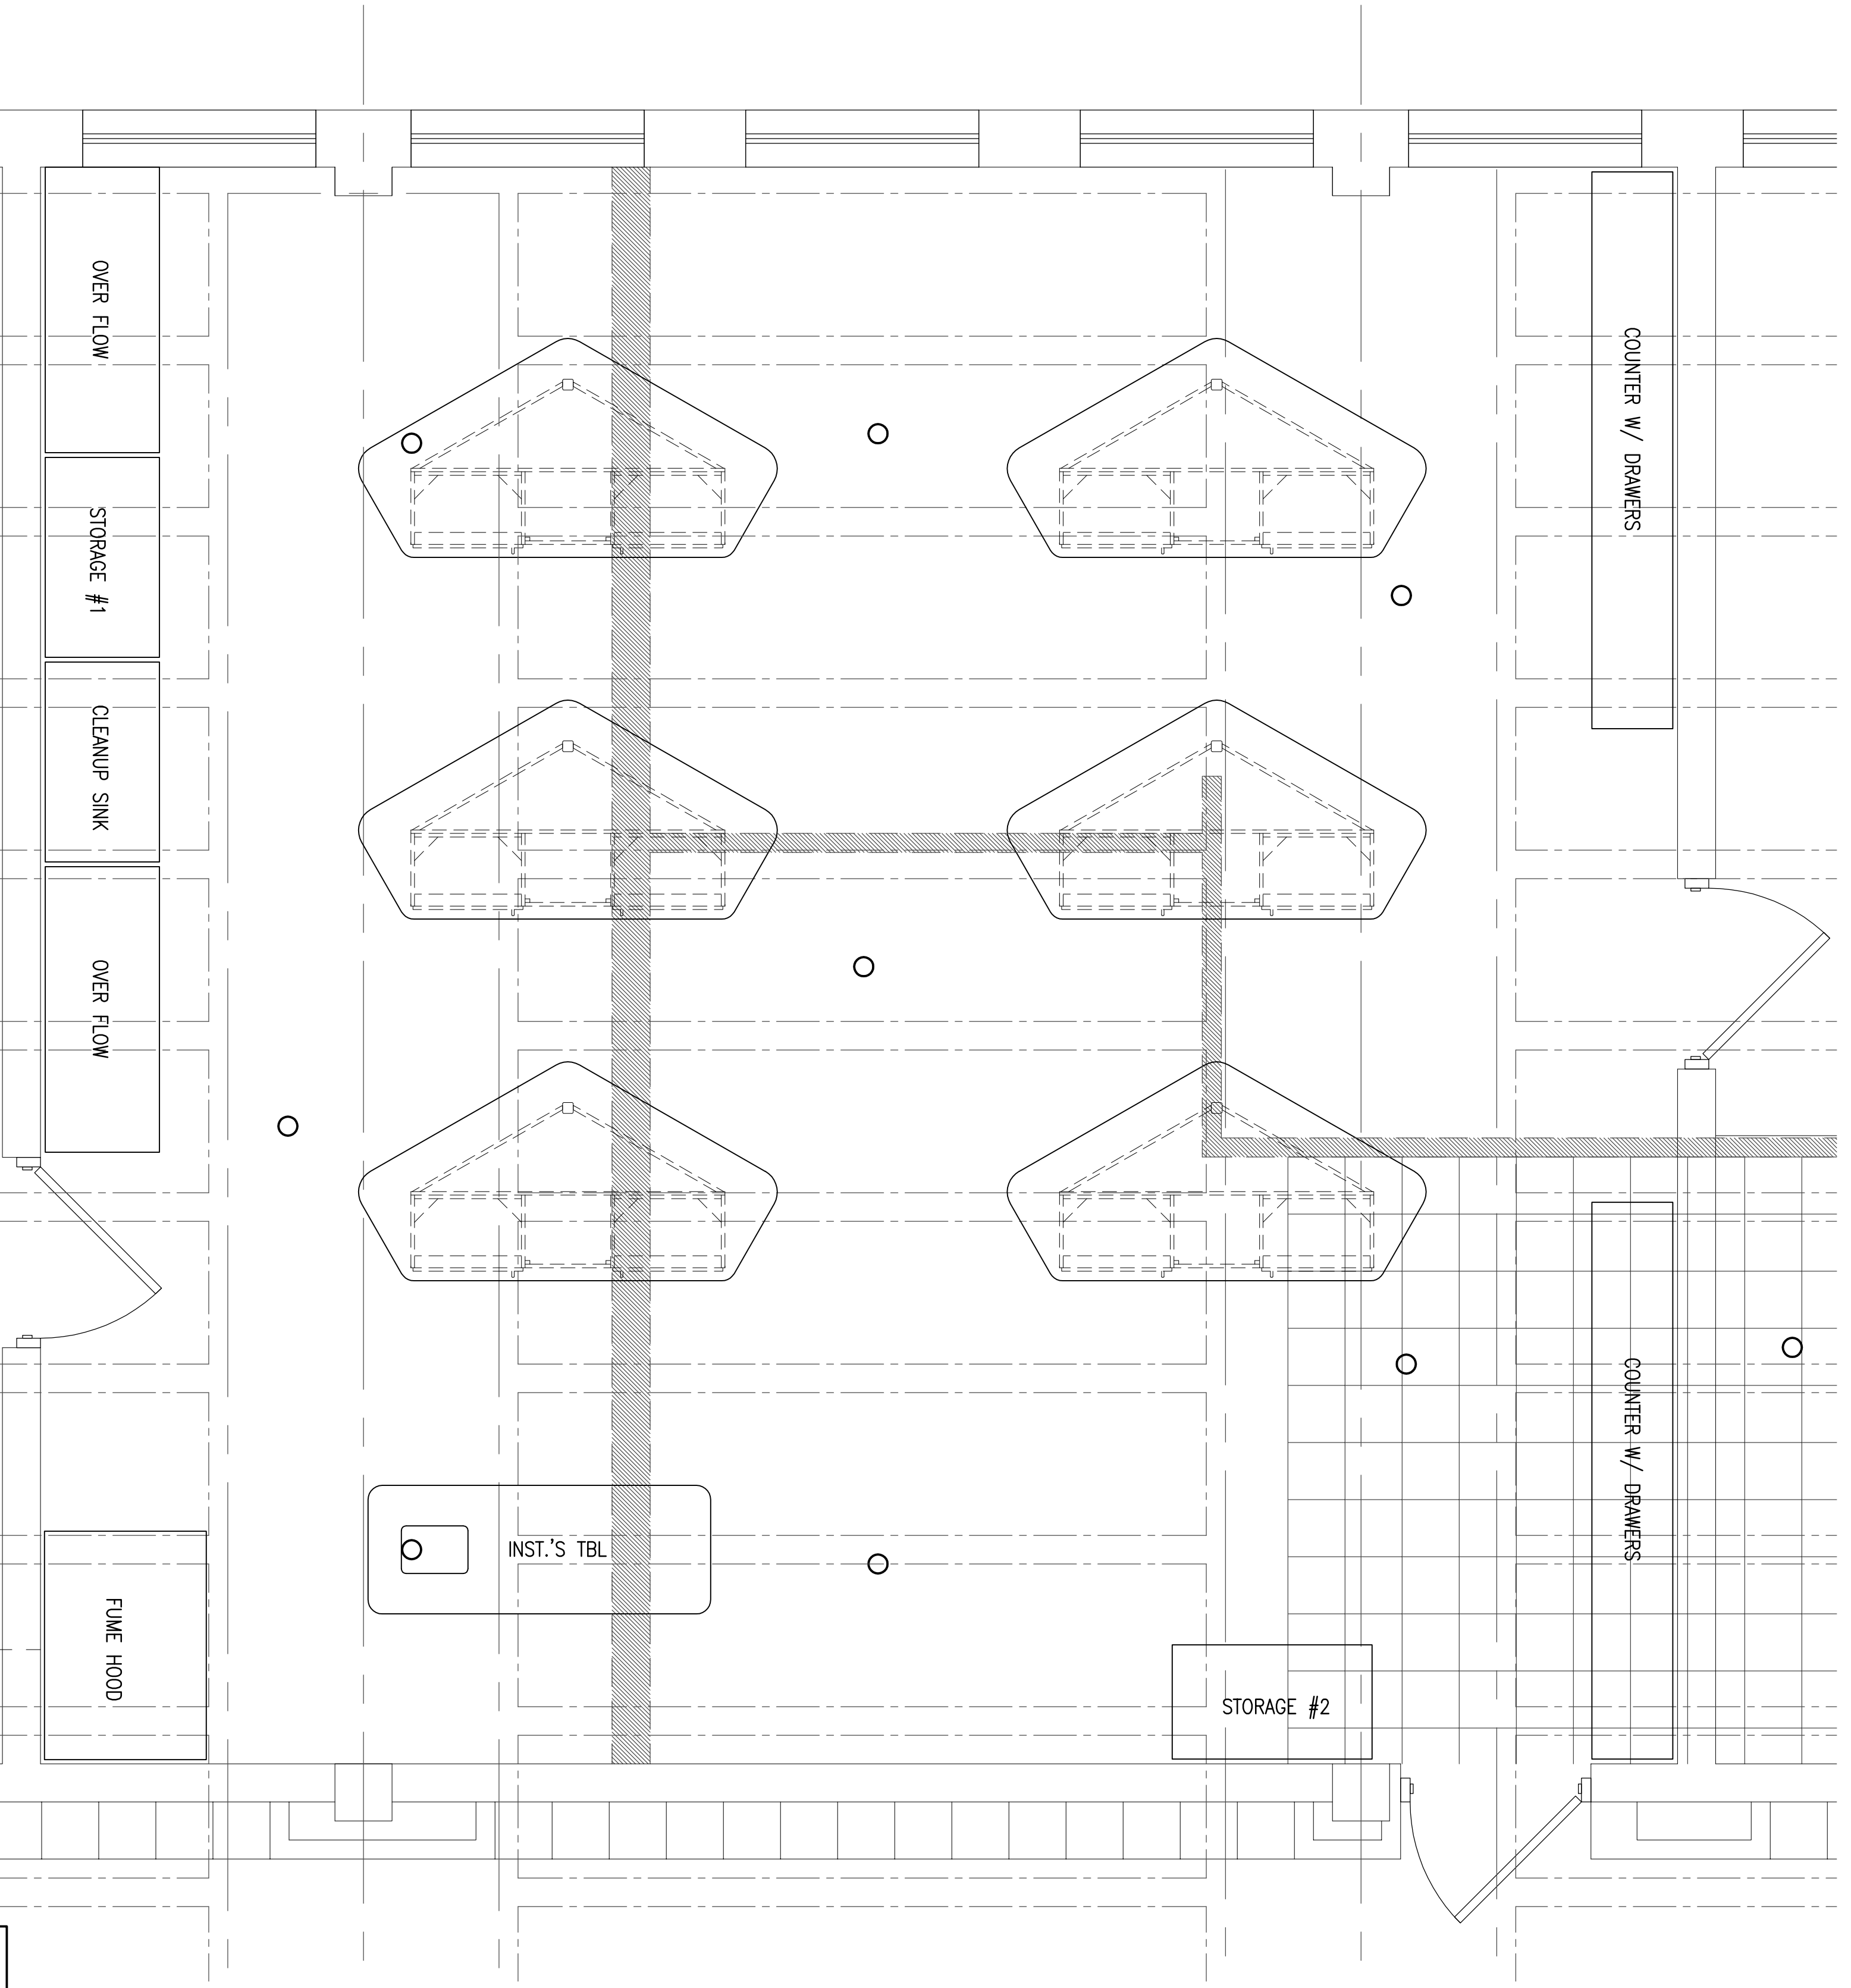 OVER FLOW
STORAGE #1
CLEANUP SINK
OVER FLOW
FUME HOOD
INST.'S TBL
STORAGE #2
COUNTER W/ DRAWERS
COUNTER W/ DRAWERS